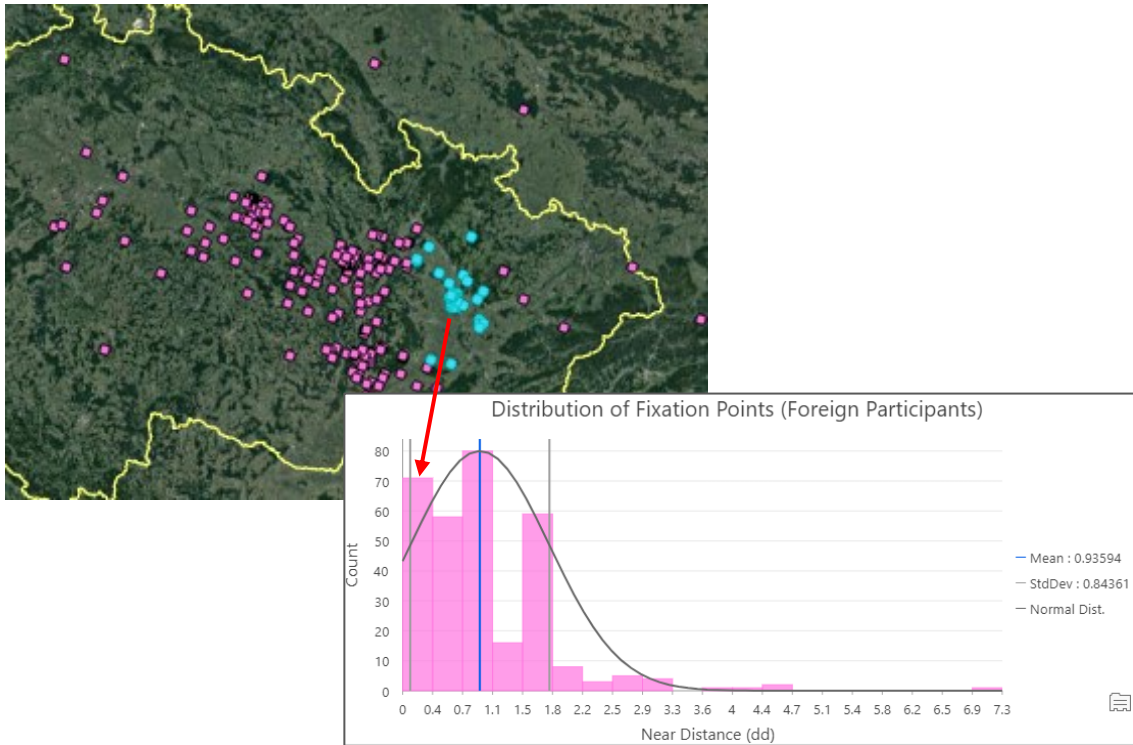 Distribution of Fixation Points (Foreign Participants)
80
70
60
50
40
30
20
10
0
Count
0 0.4 0.7 1.1 1.5 1.8 2.2 2.6 2.9 3.3 3.6 4 4.4 4.7 5.1 5.4 5.8 6.2 6.5 6.9 7.3
Near Distance (dd)
Mean : 0.93594
StdDev : 0.84361
Normal Dist.